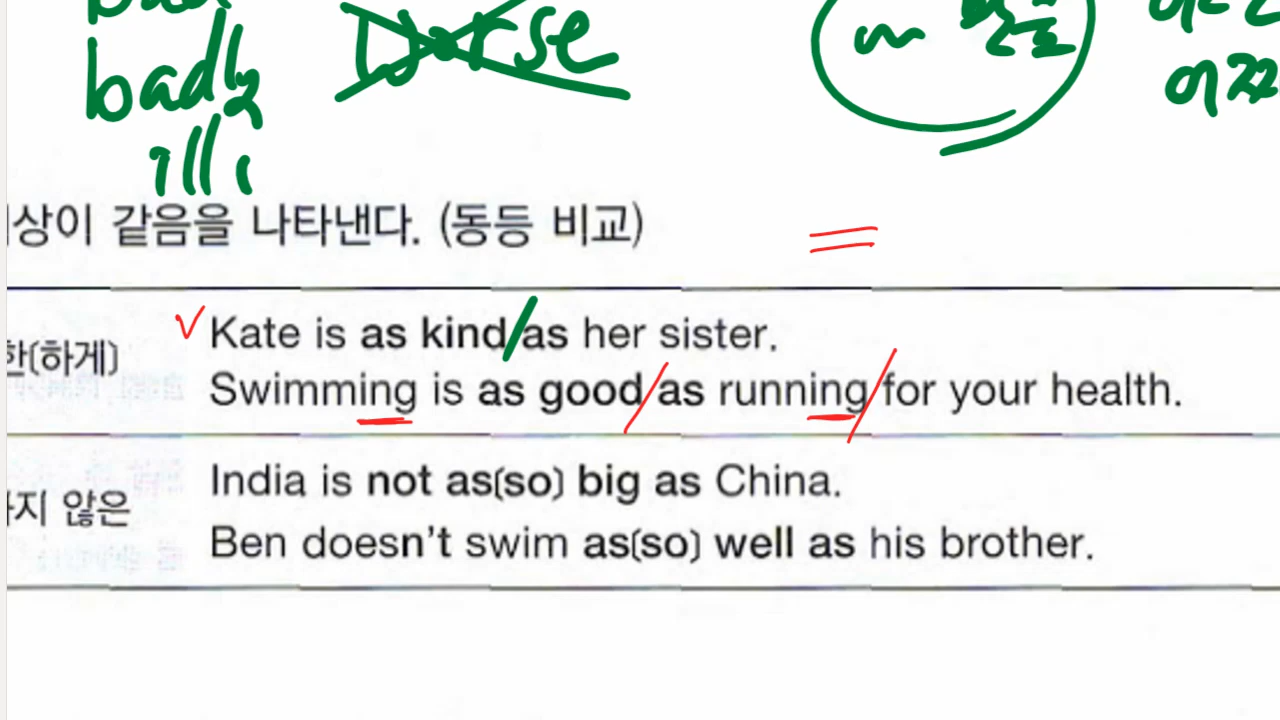 badly
worse
ill
상이 같음을 나타낸다. (동등 비교)
한(하게)
Kate is as kind as her sister.
Swimming is as good as running for your health.
지 않은
India is not as(so) big as China.
Ben doesn't swim as(so) well as his brother.